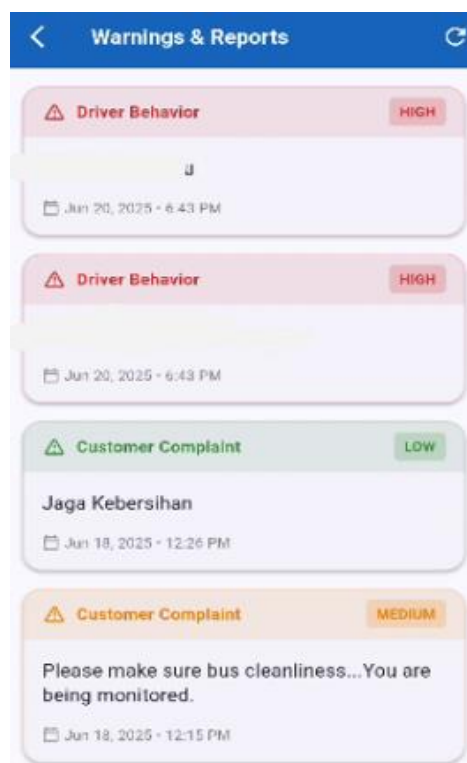 Warnings & Reports
Driver Behavior HIGH
Jun 20, 2025 • 6:43 PM
Driver Behavior HIGH
Jun 20, 2025 • 6:43 PM
Customer Complaint LOW
Jaga Kebersihan
Jun 18, 2025 • 12:26 PM
Customer Complaint MEDIUM
Please make sure bus cleanliness...You are
being monitored.
Jun 18, 2025 • 12:15 PM